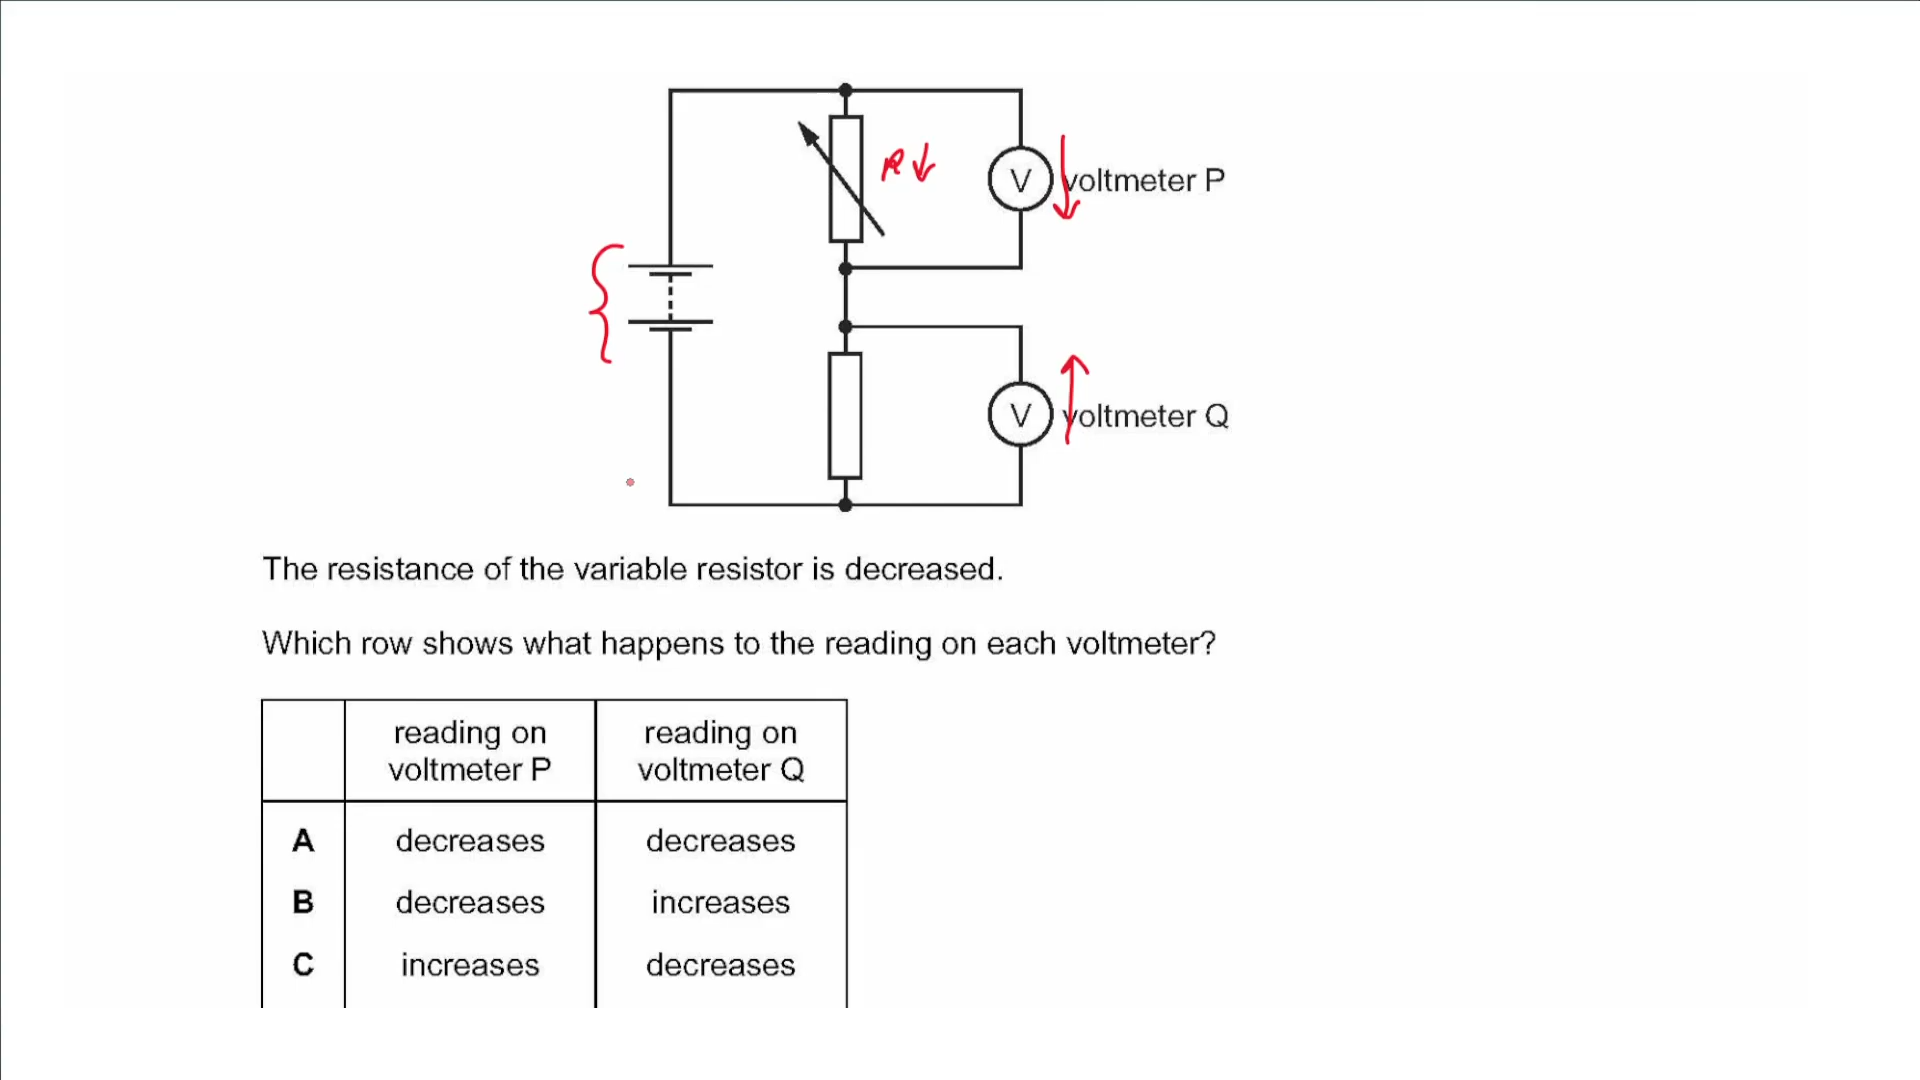 R↓
V
voltmeter P
V
voltmeter Q
The resistance of the variable resistor is decreased.
Which row shows what happens to the reading on each voltmeter?
reading on voltmeter P
reading on voltmeter Q
A decreases decreases
B decreases increases
C increases decreases